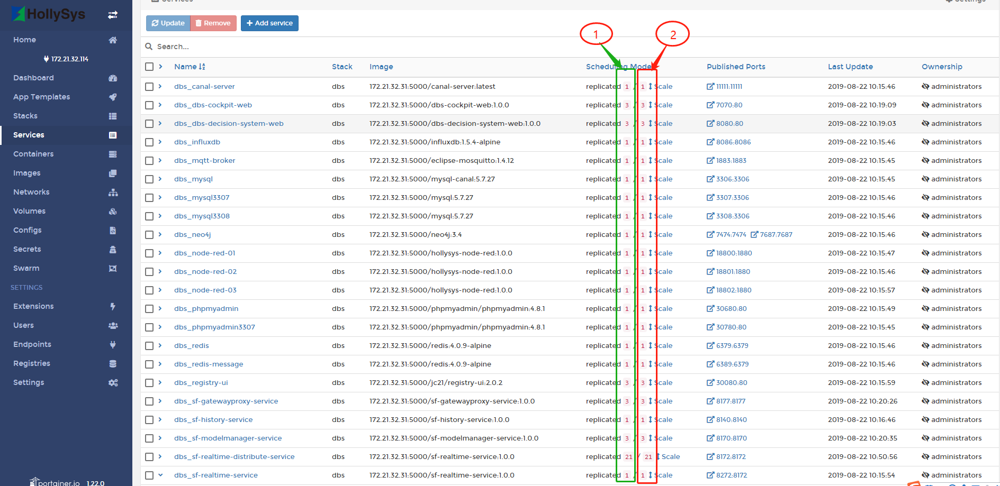 HollySys
Home
172.21.32.114
Dashboard
App Templates
Stacks
Services
Containers
Images
Networks
Volumes
Configs
Secrets
Swarm
SETTINGS
Extensions
Users
Endpoints
Registries
Settings
portainer.io 1.22.0
Services Settings
Update Remove Add service
1 2
Search...
Name Stack Image Scheduling Mode Published Ports Last Update Ownership
dbs_canal-server dbs 172.21.32.31:5000/canal-server:latest replicated 1 / 1 Scale 11111:11111 2019-08-22 10:15:46 administrators
dbs_dbs-cockpit-web dbs 172.21.32.31:5000/dbs-cockpit-web:1.0.0 replicated 3 / 3 Scale 7070:80 2019-08-22 10:19:09 administrators
dbs_dbs-decision-system-web dbs 172.21.32.31:5000/dbs-decision-system-web:1.0.0 replicated 3 / 3 Scale 8080:80 2019-08-22 10:19:03 administrators
dbs_influxdb dbs 172.21.32.31:5000/influxdb:1.5.4-alpine replicated 1 / 1 Scale 8086:8086 2019-08-22 10:15:46 administrators
dbs_mqtt-broker dbs 172.21.32.31:5000/eclipse-mosquitto:1.4.12 replicated 1 / 1 Scale 1883:1883 2019-08-22 10:15:45 administrators
dbs_mysql dbs 172.21.32.31:5000/mysql-canal:5.7.27 replicated 1 / 1 Scale 3306:3306 2019-08-22 10:15:45 administrators
dbs_mysql3307 dbs 172.21.32.31:5000/mysql:5.7.27 replicated 1 / 1 Scale 3307:3306 2019-08-22 10:15:46 administrators
dbs_mysql3308 dbs 172.21.32.31:5000/mysql:5.7.27 replicated 1 / 1 Scale 3308:3306 2019-08-22 10:15:46 administrators
dbs_neo4j dbs 172.21.32.31:5000/neo4j:3.4 replicated 1 / 1 Scale 7474:7474 7687:7687 2019-08-22 10:15:46 administrators
dbs_node-red-01 dbs 172.21.32.31:5000/hollysys-node-red:1.0.0 replicated 1 / 1 Scale 18800:1880 2019-08-22 10:15:47 administrators
dbs_node-red-02 dbs 172.21.32.31:5000/hollysys-node-red:1.0.0 replicated 1 / 1 Scale 18801:1880 2019-08-22 10:15:46 administrators
dbs_node-red-03 dbs 172.21.32.31:5000/hollysys-node-red:1.0.0 replicated 1 / 1 Scale 18802:1880 2019-08-22 10:15:57 administrators
dbs_phpmyadmin dbs 172.21.32.31:5000/phpmyadmin/phpmyadmin:4.8.1 replicated 1 / 1 Scale 30680:80 2019-08-22 10:15:49 administrators
dbs_phpmyadmin3307 dbs 172.21.32.31:5000/phpmyadmin/phpmyadmin:4.8.1 replicated 1 / 1 Scale 30780:80 2019-08-22 10:15:45 administrators
dbs_redis dbs 172.21.32.31:5000/redis:4.0.9-alpine replicated 1 / 1 Scale 6379:6379 2019-08-22 10:15:46 administrators
dbs_redis-message dbs 172.21.32.31:5000/redis:4.0.9-alpine replicated 1 / 1 Scale 6389:6379 2019-08-22 10:15:46 administrators
dbs_registry-ui dbs 172.21.32.31:5000/jc21/registry-ui:2.0.2 replicated 3 / 3 Scale 30080:80 2019-08-22 10:15:59 administrators
dbs_sf-gatewayproxy-service dbs 172.21.32.31:5000/sf-gatewayproxy-service:1.0.0 replicated 3 / 3 Scale 8177:8177 2019-08-22 10:20:26 administrators
dbs_sf-history-service dbs 172.21.32.31:5000/sf-history-service:1.0.0 replicated 1 / 1 Scale 8140:8140 2019-08-22 10:16:46 administrators
dbs_sf-modelmanager-service dbs 172.21.32.31:5000/sf-modelmanager-service:1.0.0 replicated 3 / 3 Scale 8170:8170 2019-08-22 10:20:35 administrators
dbs_sf-realtime-distribute-service dbs 172.21.32.31:5000/sf-realtime-service:1.0.0 replicated 21 / 21 Scale 8172:8172 2019-08-22 10:50:56 administrators
dbs_sf-realtime-service dbs 172.21.32.31:5000/sf-realtime-service:1.0.0 replicated 1 / 1 Scale 8272:8172 2019-08-22 10:15:54 administrators